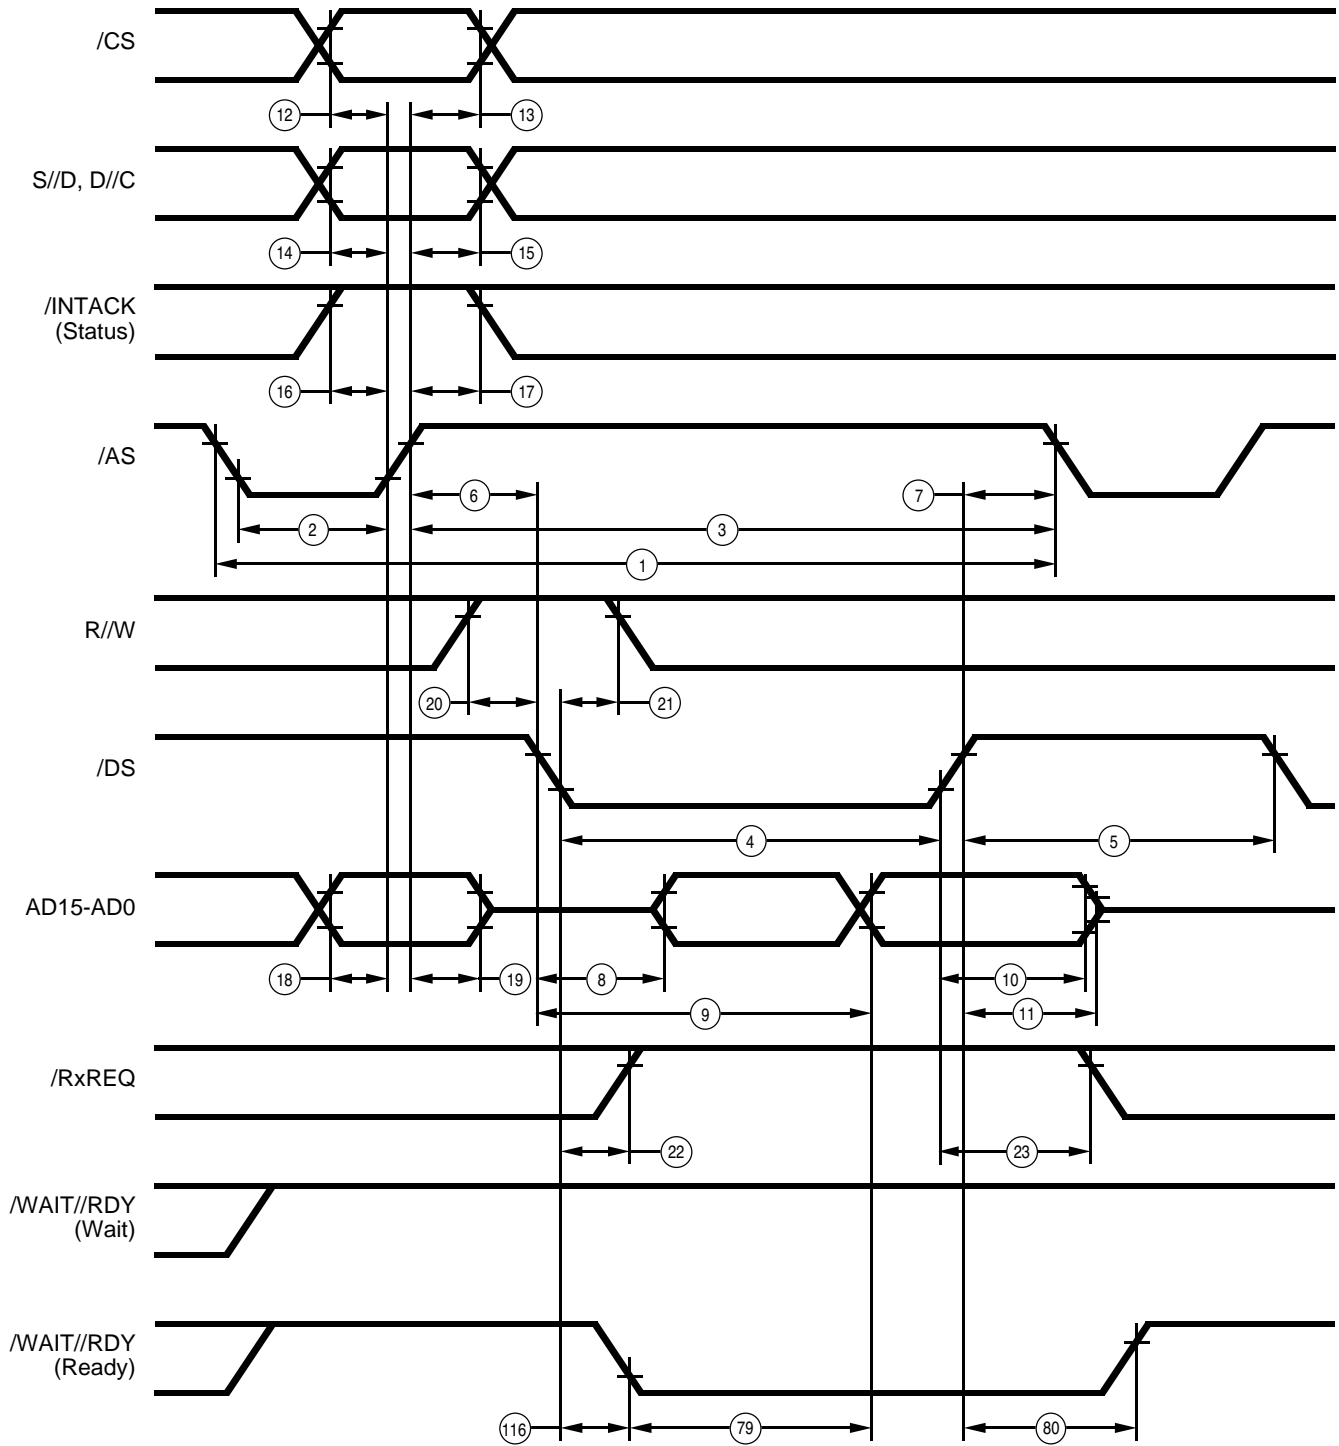 /CS
12
13
S//D, D//C
14
15
/INTACK
(Status)
16
17
/AS
6
7
2
3
1
R//W
20
21
/DS
4
5
AD15-AD0
18
19
8
10
9
11
/RxREQ
22
23
/WAIT//RDY
(Wait)
/WAIT//RDY
(Ready)
116
79
80